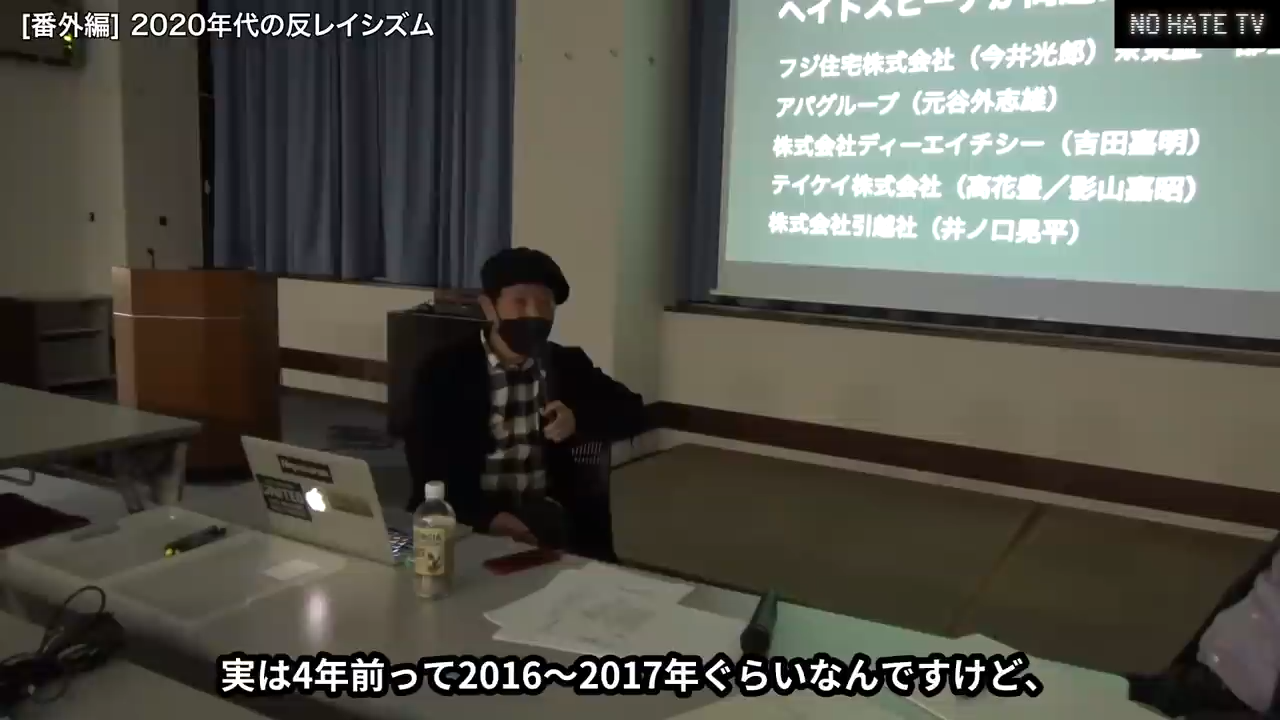 [番外編] 2020年代の反レイシズム
NO HATE TV
フジ住宅株式会社（今井光郎）
アパグループ（元谷外志雄）
株式会社ディーエイチシー（吉田嘉明）
テイケイ株式会社（高花豊／影山嘉昭）
株式会社引越社（井ノ口晃平）
実は4年前って2016〜2017年ぐらいなんですけど、